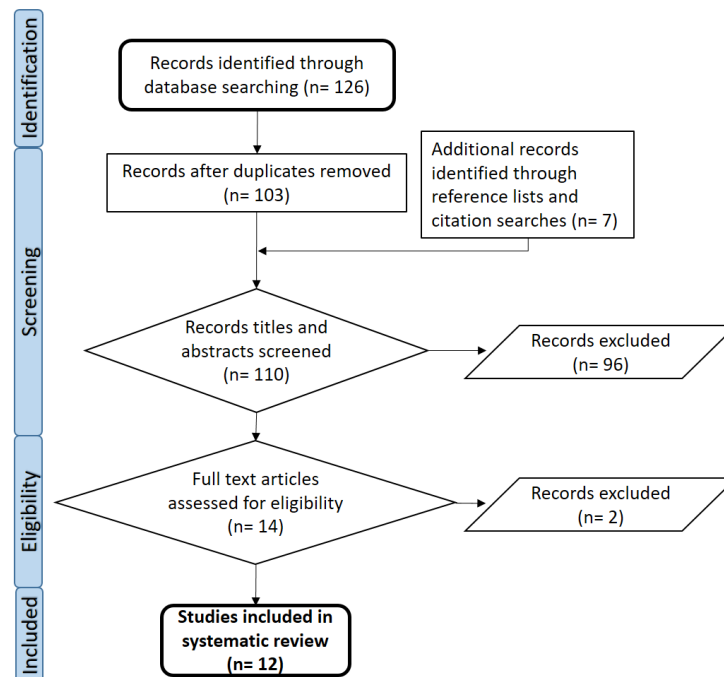 Identification
Records identified through
database searching (n= 126)
Screening
Records after duplicates removed
(n= 103)
Additional records
identified through
reference lists and
citation searches (n= 7)
Records titles and
abstracts screened
(n= 110)
Records excluded
(n= 96)
Eligibility
Full text articles
assessed for eligibility
(n= 14)
Records excluded
(n= 2)
Included
Studies included in
systematic review
(n= 12)